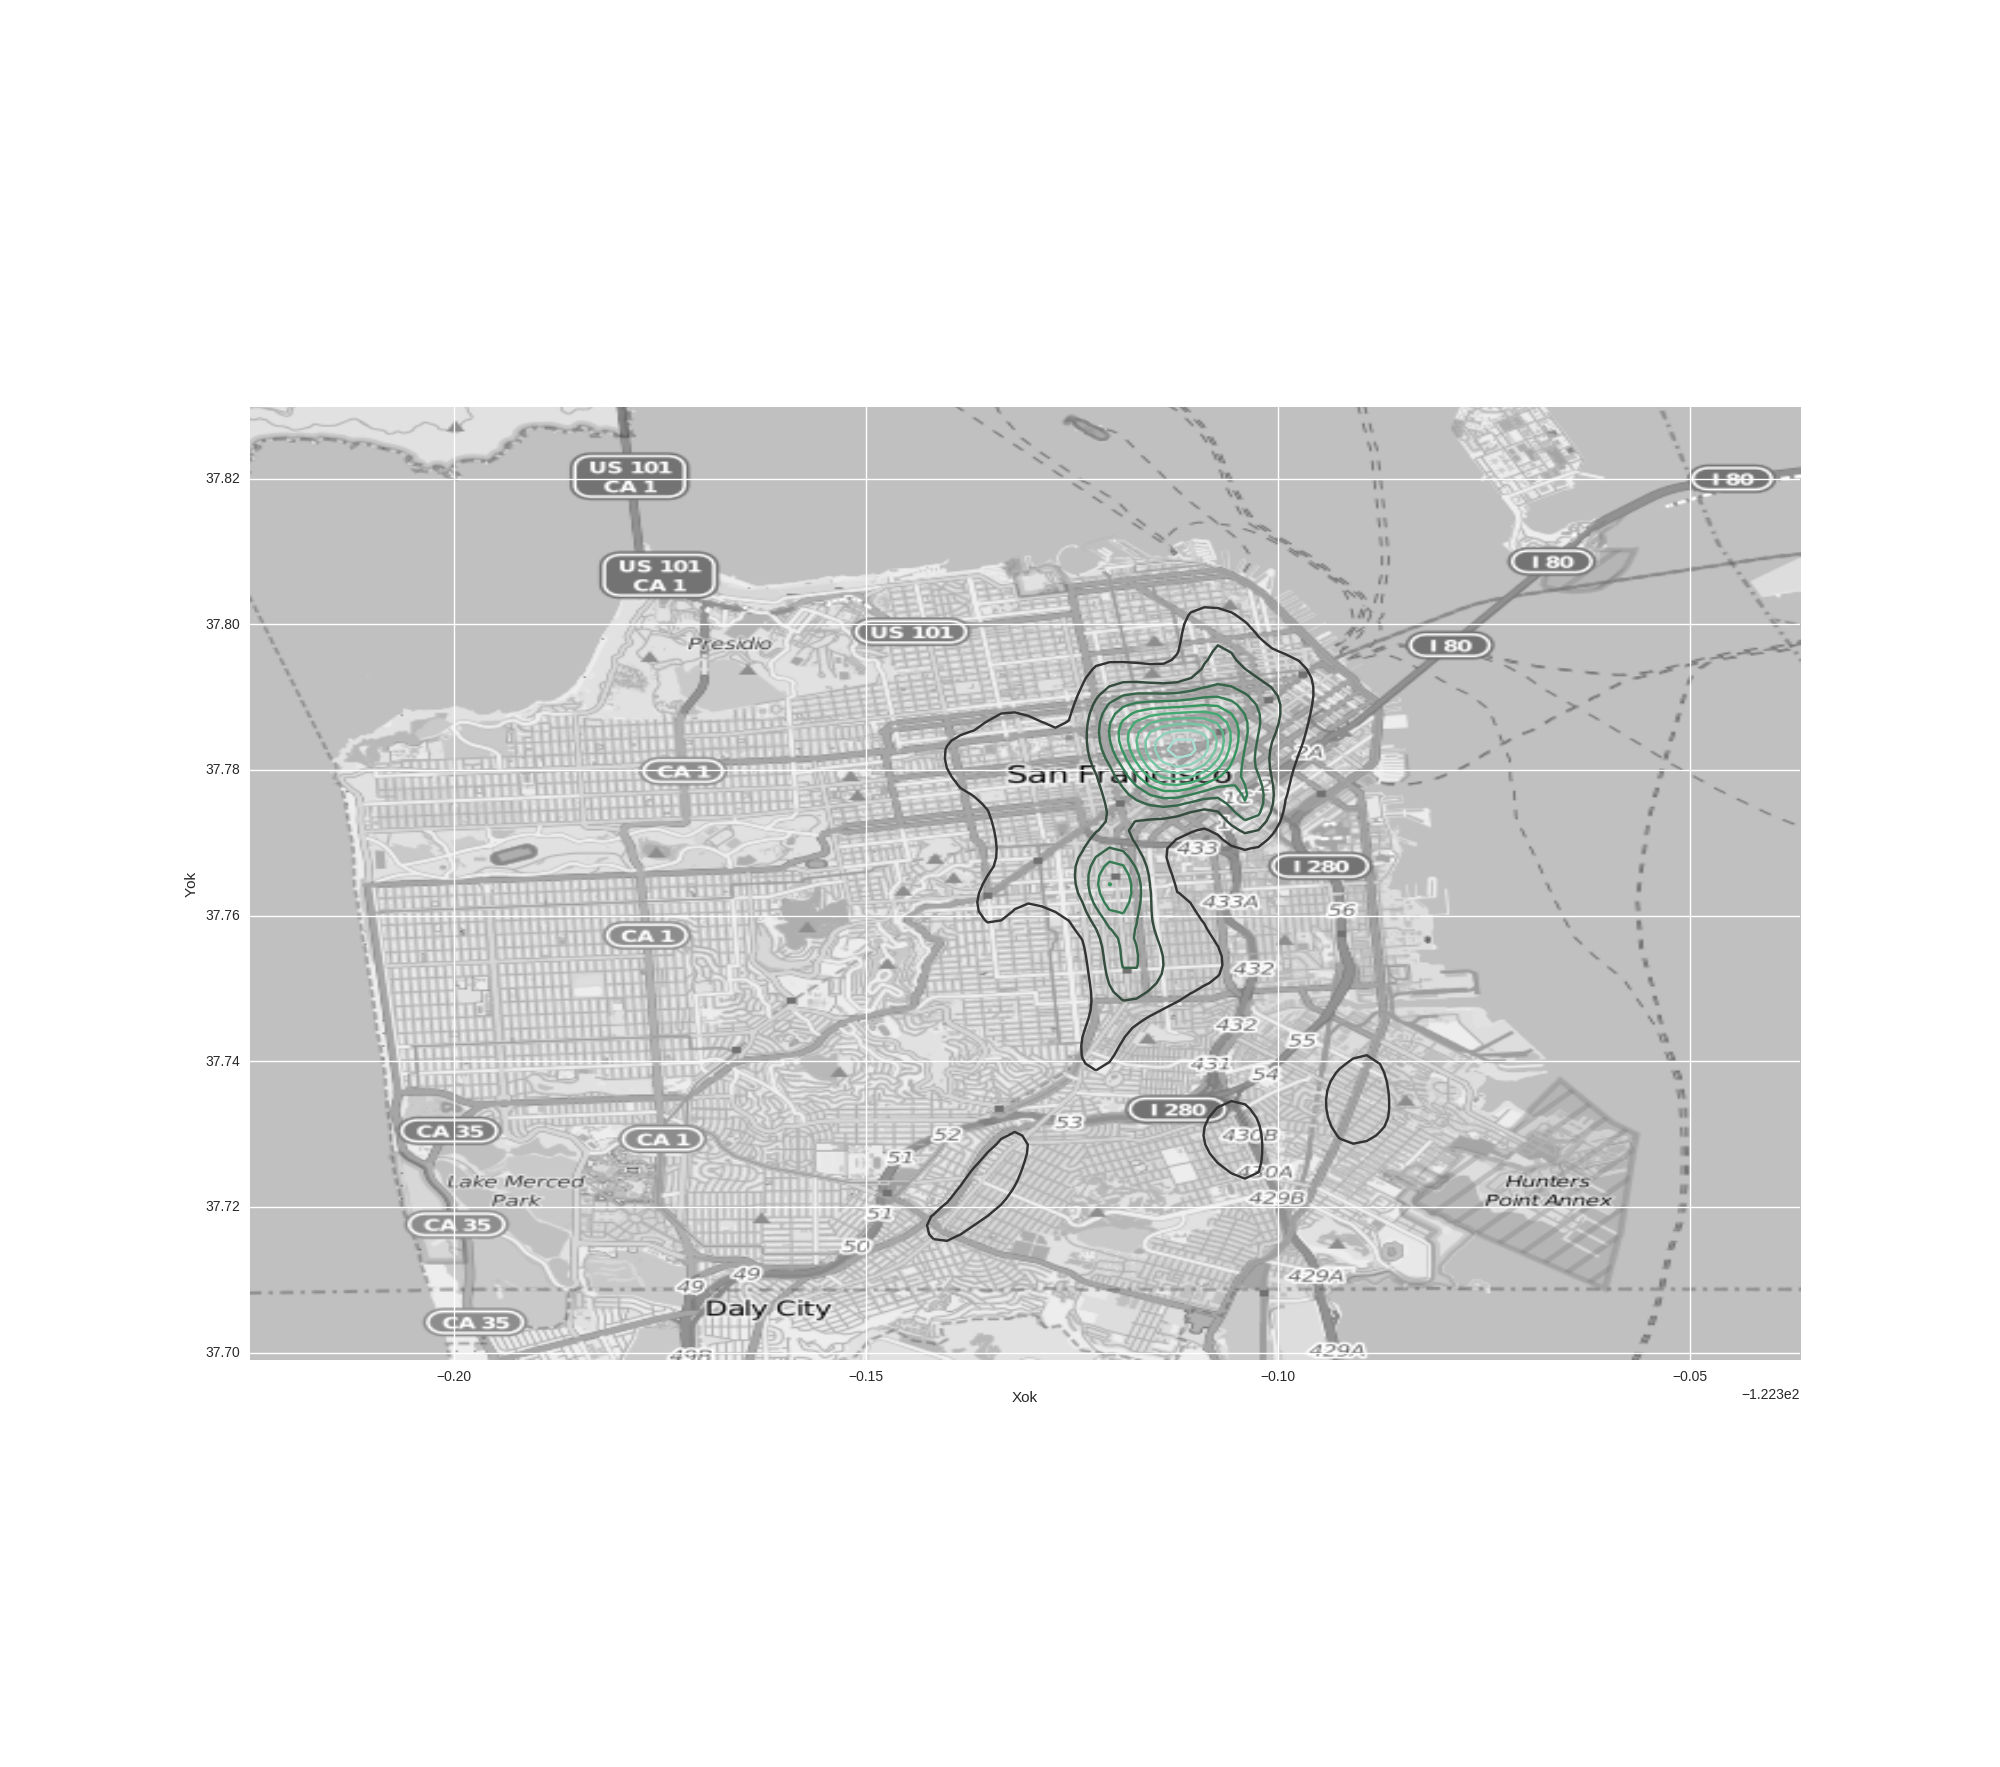 37.82
37.80
37.78
37.76
37.74
37.72
37.70
Yok
US 101
CA 1
I 80
US 101
CA 1
I 80
Presidio
US 101
I 80
2A
CA 1
San Francisco
433
I 280
433A
56
CA 1
432
432
55
431
54
I 280
53
52
430B
CA 35
CA 1
51
430A
Lake Merced
Park
Hunters
Point Annex
429B
51
CA 35
50
49
49
429A
Daly City
CA 35
49B
429A
−0.20
−0.15
−0.10
−0.05
−1.223e2
Xok